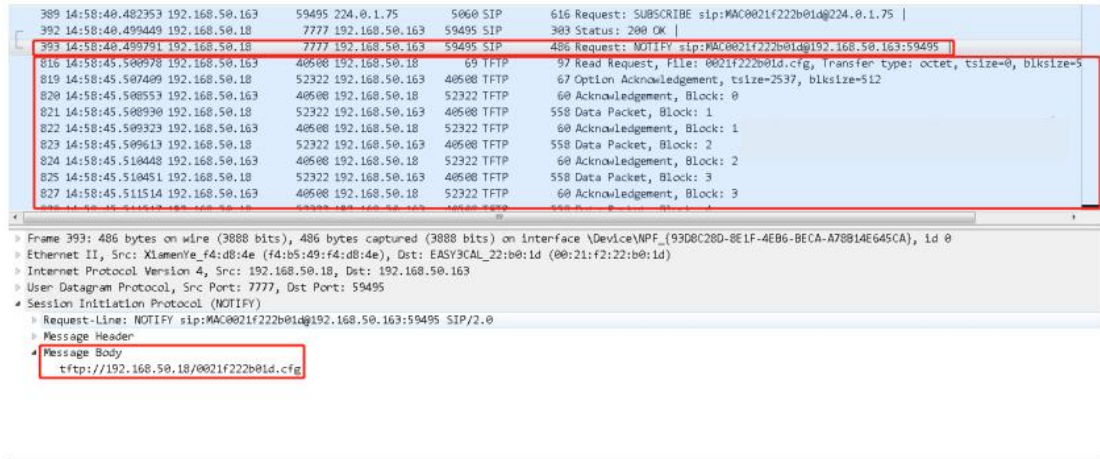 389 14:58:40.482353 192.168.50.163 59495 224.0.1.75 5060 SIP 616 Request: SUBSCRIBE sip:MAC0021f222b01d@224.0.1.75 |
392 14:58:40.499449 192.168.50.18 7777 192.168.50.163 59495 SIP 303 Status: 200 OK |
393 14:58:40.499791 192.168.50.18 7777 192.168.50.163 59495 SIP 486 Request: NOTIFY sip:MAC0021f222b01d@192.168.50.163:59495 |
816 14:58:45.500978 192.168.50.163 40508 192.168.50.18 69 TFTP 97 Read Request, File: 0021f222b01d.cfg, Transfer type: octet, tsize=0, blksize=5
819 14:58:45.507409 192.168.50.18 52322 192.168.50.163 40508 TFTP 67 Option Acknowledgement, tsize=2537, blksize=512
820 14:58:45.508553 192.168.50.163 40508 192.168.50.18 52322 TFTP 60 Acknowledgement, Block: 0
821 14:58:45.508930 192.168.50.18 52322 192.168.50.163 40508 TFTP 558 Data Packet, Block: 1
822 14:58:45.509323 192.168.50.163 40508 192.168.50.18 52322 TFTP 60 Acknowledgement, Block: 1
823 14:58:45.509613 192.168.50.18 52322 192.168.50.163 40508 TFTP 558 Data Packet, Block: 2
824 14:58:45.510448 192.168.50.163 40508 192.168.50.18 52322 TFTP 60 Acknowledgement, Block: 2
825 14:58:45.510451 192.168.50.18 52322 192.168.50.163 40508 TFTP 558 Data Packet, Block: 3
827 14:58:45.511514 192.168.50.163 40508 192.168.50.18 52322 TFTP 60 Acknowledgement, Block: 3
Frame 393: 486 bytes on wire (3888 bits), 486 bytes captured (3888 bits) on interface \Device\NPF_{93D8C28D-8E1F-4EB6-BECA-A78B14E645CA}, id 0
Ethernet II, Src: XiamenYe_f4:d8:4e (f4:b5:49:f4:d8:4e), Dst: EASY3CAL_22:b0:1d (00:21:f2:22:b0:1d)
Internet Protocol Version 4, Src: 192.168.50.18, Dst: 192.168.50.163
User Datagram Protocol, Src Port: 7777, Dst Port: 59495
Session Initiation Protocol (NOTIFY)
Request-Line: NOTIFY sip:MAC0021f222b01d@192.168.50.163:59495 SIP/2.0
Message Header
Message Body
tftp://192.168.50.18/0021f222b01d.cfg